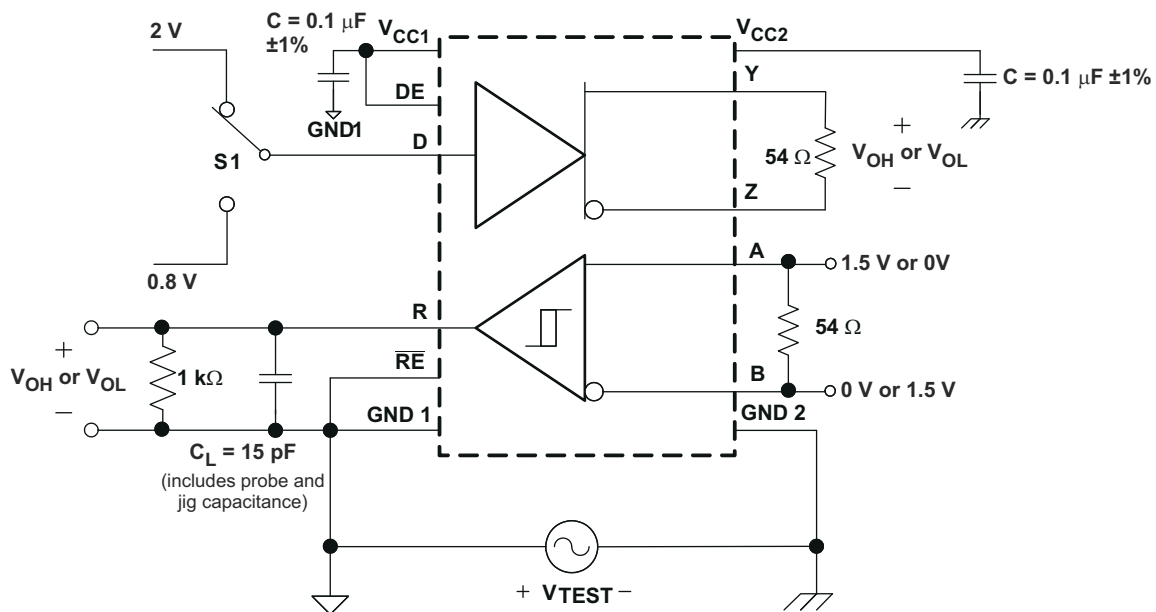 C = 0.1 μF
±1%
VCC1
VCC2
2 V
Y
C = 0.1 μF ±1%
DE
GND1
D
S1
54 Ω
+
VOH or VOL
−
Z
0.8 V
A
1.5 V or 0V
R
54 Ω
+
VOH or VOL
−
1 kΩ
RE
B
0 V or 1.5 V
GND 1
GND 2
CL = 15 pF
(includes probe and
jig capacitance)
+ VTEST −